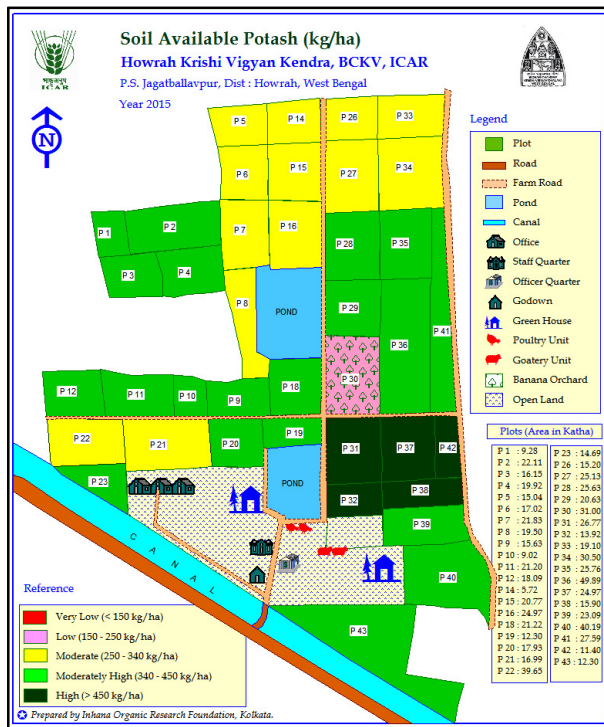 Soil Available Potash (kg/ha)
Howrah Krishi Vigyan Kendra, BCKV, ICAR
P.S. Jagatballavpur, Dist : Howrah, West Bengal
Year 2015
ICAR
N
P 5
P 14
P 26
P 33
P 6
P 15
P 27
P 34
P 1
P 2
P 7
P 16
P 28
P 35
P 3
P 4
P 8
POND
P 29
P 36
P 41
P 30
P 12
P 11
P 10
P 9
P 18
P 22
P 21
P 20
P 19
P 31
P 37
P 42
P 23
POND
P 32
P 38
P 39
P 40
P 43
CANAL
Legend
Plot
Road
Farm Road
Pond
Canal
Office
Staff Quarter
Officer Quarter
Godown
Green House
Poultry Unit
Goatery Unit
Banana Orchard
Open Land
Plots (Area in Katha)
P 1 : 9.28
P 2 : 22.11
P 3 : 16.15
P 4 : 19.92
P 5 : 15.04
P 6 : 17.02
P 7 : 21.83
P 8 : 19.50
P 9 : 15.63
P 10 : 9.02
P 11 : 21.20
P 12 : 18.09
P 14 : 5.72
P 15 : 20.77
P 16 : 24.97
P 18 : 21.22
P 19 : 12.30
P 20 : 17.93
P 21 : 16.99
P 22 : 39.65
P 23 : 14.69
P 26 : 15.20
P 27 : 25.13
P 28 : 25.63
P 29 : 20.63
P 30 : 31.00
P 31 : 26.77
P 32 : 13.92
P 33 : 19.10
P 34 : 30.50
P 35 : 25.76
P 36 : 49.89
P 37 : 24.97
P 38 : 15.90
P 39 : 23.09
P 40 : 40.19
P 41 : 27.59
P 42 : 11.40
P 43 : 12.30
Reference
Very Low (< 150 kg/ha)
Low (150 - 250 kg/ha)
Moderate (250 - 340 kg/ha)
Moderately High (340 - 450 kg/ha)
High (> 450 kg/ha)
Prepared by Inhana Organic Research Foundation, Kolkata.